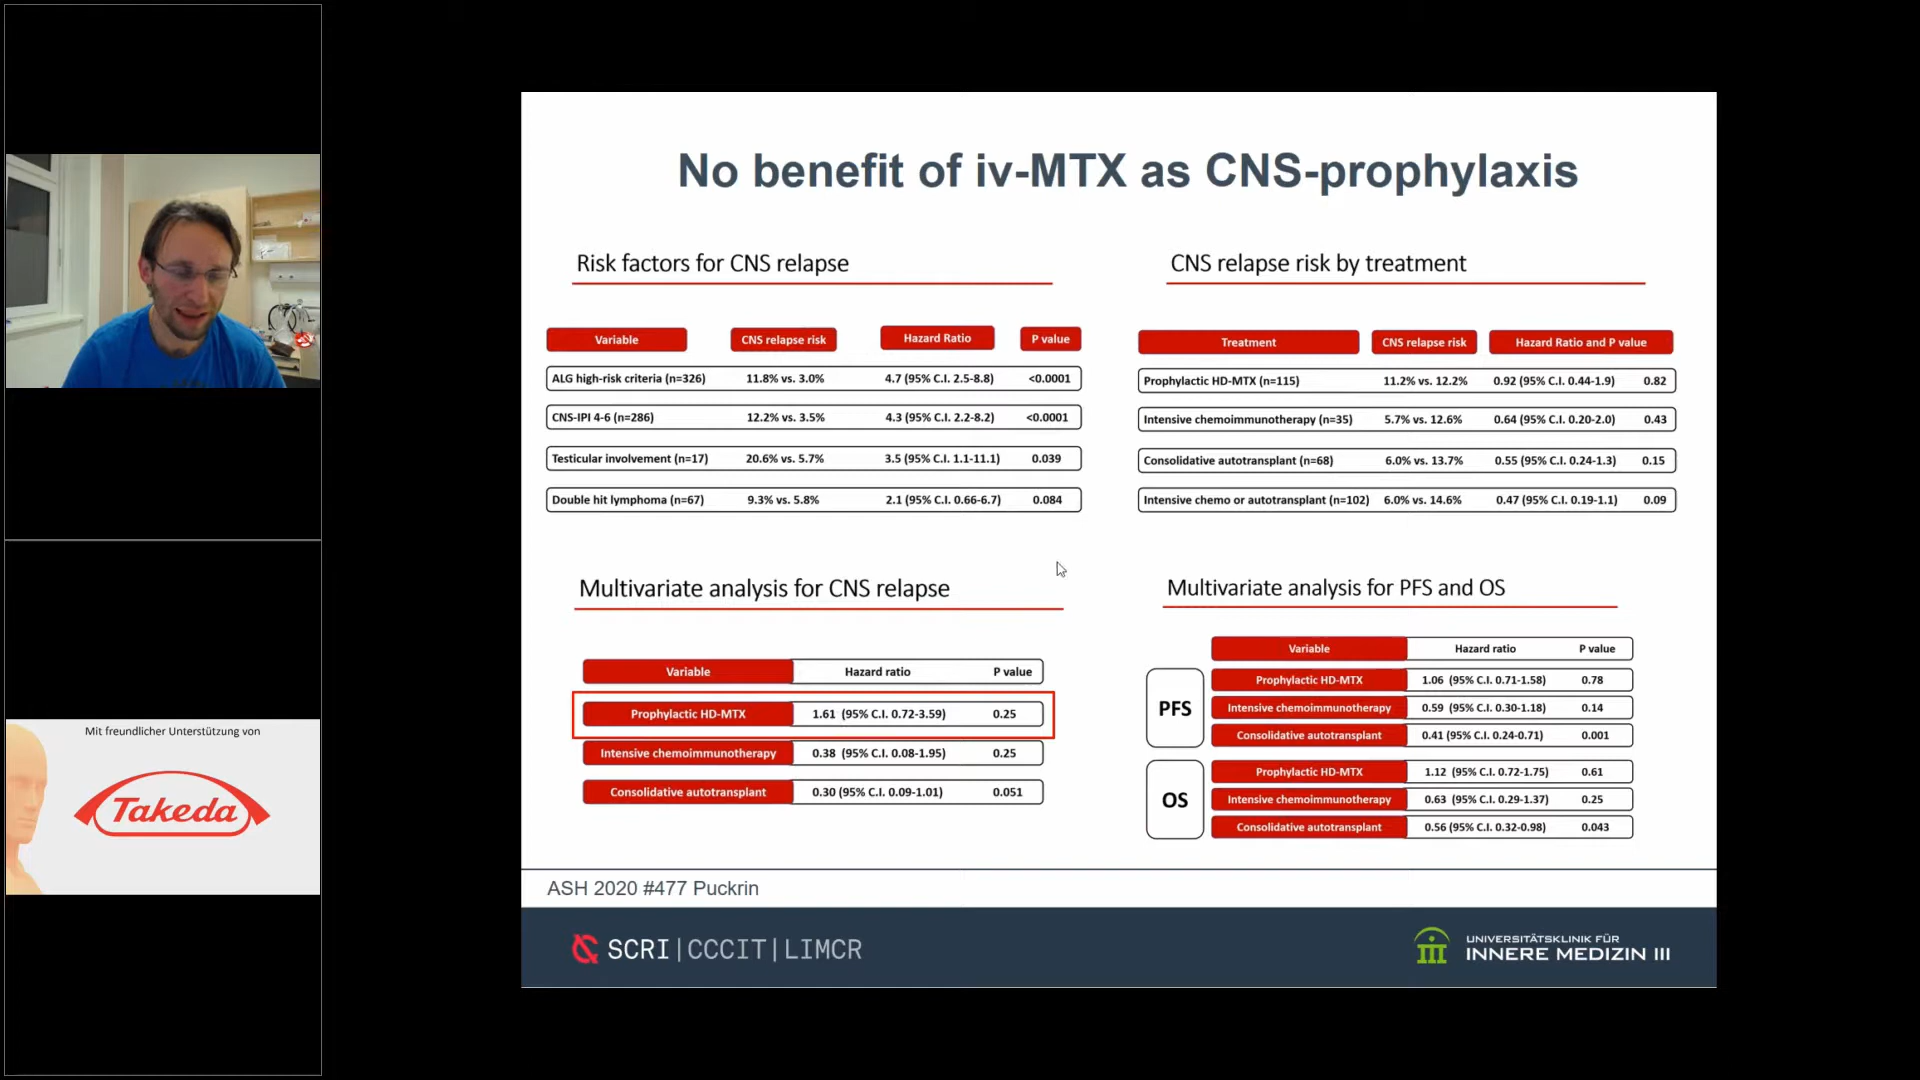 No benefit of iv-MTX as CNS-prophylaxis
Risk factors for CNS relapse
Variable CNS relapse risk Hazard Ratio P value
ALG high-risk criteria (n=326) 11.8% vs. 3.0% 4.7 (95% C.I. 2.5-8.8) <0.0001
CNS-IPI 4-6 (n=286) 12.2% vs. 3.5% 4.3 (95% C.I. 2.2-8.2) <0.0001
Testicular involvement (n=17) 20.6% vs. 5.7% 3.5 (95% C.I. 1.1-11.1) 0.039
Double hit lymphoma (n=67) 9.3% vs. 5.8% 2.1 (95% C.I. 0.66-6.7) 0.084
CNS relapse risk by treatment
Treatment CNS relapse risk Hazard Ratio and P value
Prophylactic HD-MTX (n=115) 11.2% vs. 12.2% 0.92 (95% C.I. 0.44-1.9) 0.82
Intensive chemoimmunotherapy (n=35) 5.7% vs. 12.6% 0.64 (95% C.I. 0.20-2.0) 0.43
Consolidative autotransplant (n=68) 6.0% vs. 13.7% 0.55 (95% C.I. 0.24-1.3) 0.15
Intensive chemo or autotransplant (n=102) 6.0% vs. 14.6% 0.47 (95% C.I. 0.19-1.1) 0.09
Multivariate analysis for CNS relapse
Variable Hazard ratio P value
Prophylactic HD-MTX 1.61 (95% C.I. 0.72-3.59) 0.25
Intensive chemoimmunotherapy 0.38 (95% C.I. 0.08-1.95) 0.25
Consolidative autotransplant 0.30 (95% C.I. 0.09-1.01) 0.051
Multivariate analysis for PFS and OS
Variable Hazard ratio P value
PFS
Prophylactic HD-MTX 1.06 (95% C.I. 0.71-1.58) 0.78
Intensive chemoimmunotherapy 0.59 (95% C.I. 0.30-1.18) 0.14
Consolidative autotransplant 0.41 (95% C.I. 0.24-0.71) 0.001
OS
Prophylactic HD-MTX 1.12 (95% C.I. 0.72-1.75) 0.61
Intensive chemoimmunotherapy 0.63 (95% C.I. 0.29-1.37) 0.25
Consolidative autotransplant 0.56 (95% C.I. 0.32-0.98) 0.043
ASH 2020 #477 Puckrin
SCRI|CCCIT|LIMCR
UNIVERSITÄTSKLINIK FÜR
INNERE MEDIZIN III
Mit freundlicher Unterstützung von
Takeda